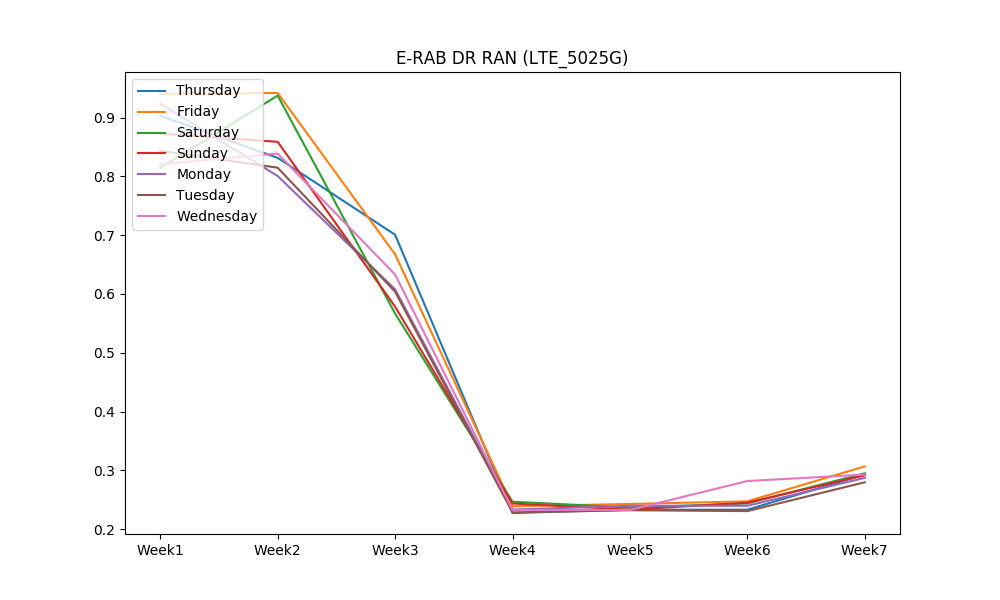 E-RAB DR RAN (LTE_5025G)
Thursday
Friday
Saturday
Sunday
Monday
Tuesday
Wednesday
0.9
0.8
0.7
0.6
0.5
0.4
0.3
0.2
Week1 Week2 Week3 Week4 Week5 Week6 Week7